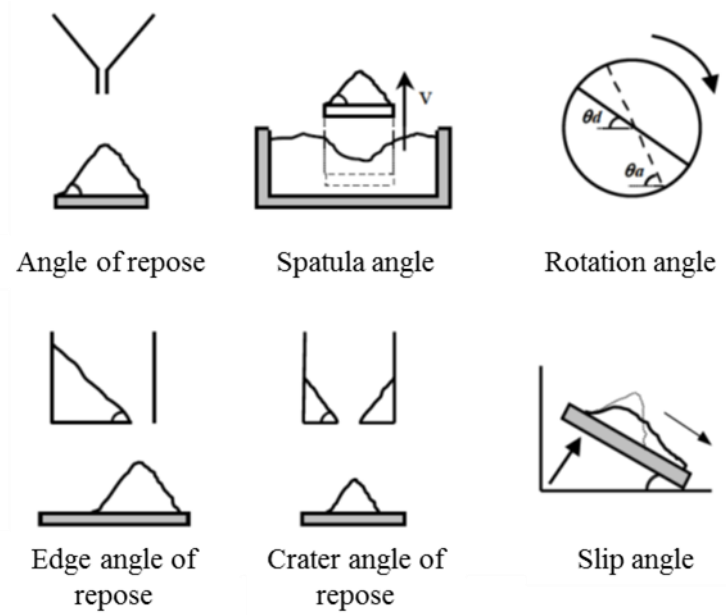 v
θd
θa
Angle of repose
Spatula angle
Rotation angle
Edge angle of
repose
Crater angle of
repose
Slip angle